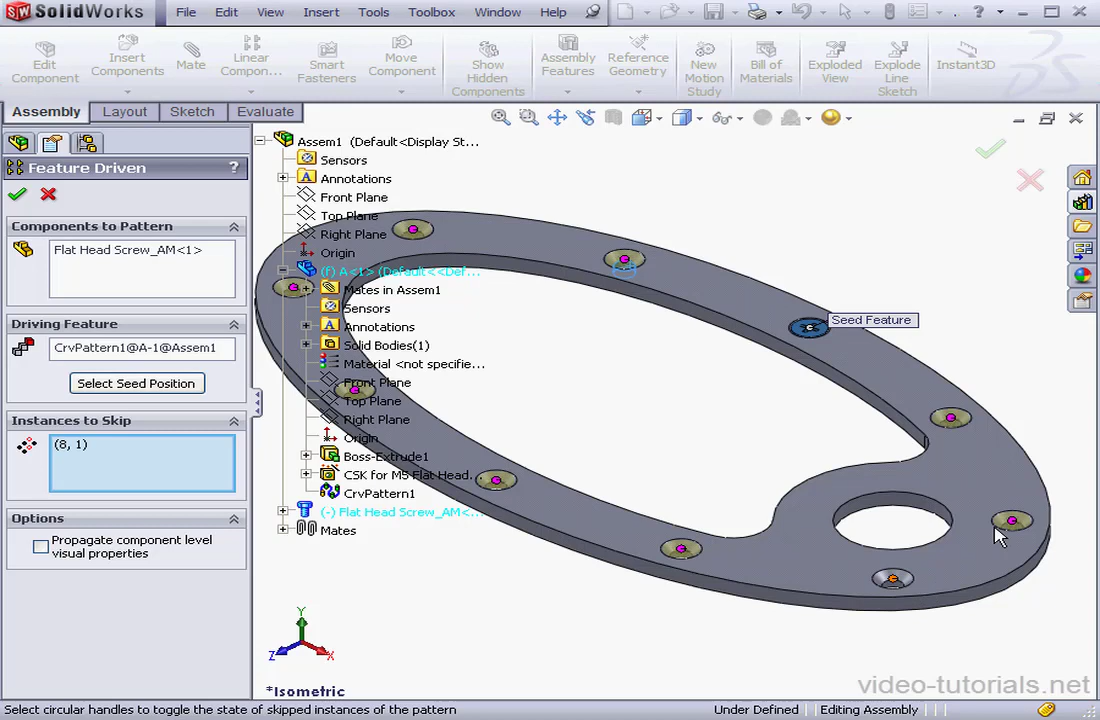 SolidWorks File Edit View Insert Tools Toolbox Window Help
Edit Component
Insert Components
Mate
Linear Compon...
Smart Fasteners
Move Component
Show Hidden Components
Assembly Features
Reference Geometry
New Motion Study
Bill of Materials
Exploded View
Explode Line Sketch
Instant3D
Assembly Layout Sketch Evaluate
Feature Driven ?
Components to Pattern
Flat Head Screw_AM<1>
Driving Feature
CrvPattern1@A-1@Assem1
Select Seed Position
Instances to Skip
(8, 1)
Options
Propagate component level
visual properties
Assem1 (Default<Display St...
Sensors
Annotations
Front Plane
Top Plane
Right Plane
Origin
(f) A<1> (Default<<Def...
Mates in Assem1
Sensors
Annotations
Solid Bodies(1)
Material <not specifie...
Front Plane
Top Plane
Right Plane
Origin
Boss-Extrude1
CSK for M5 Flat Head...
CrvPattern1
(-) Flat Head Screw_AM<...
Mates
Seed Feature
Y
Z
X
*Isometric
video-tutorials.net
Select circular handles to toggle the state of skipped instances of the pattern
Under Defined
Editing Assembly